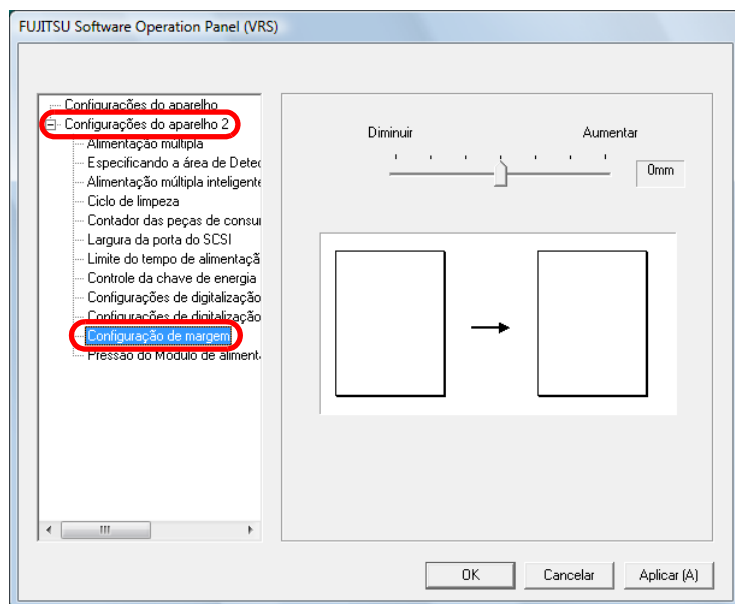 FUJITSU Software Operation Panel (VRS)
Configurações do aparelho
Configurações do aparelho 2
Alimentação múltipla
Especificando a área de Detec
Alimentação múltipla inteligente
Ciclo de limpeza
Contador das peças de consu
Largura da porta do SCSI
Limite do tempo de alimentaçã
Controle da chave de energia
Configurações de digitalização
Configurações de digitalização
Configuração de margem
Pressão do Módulo de aliment
Diminuir Aumentar
0mm
OK Cancelar Aplicar (A)